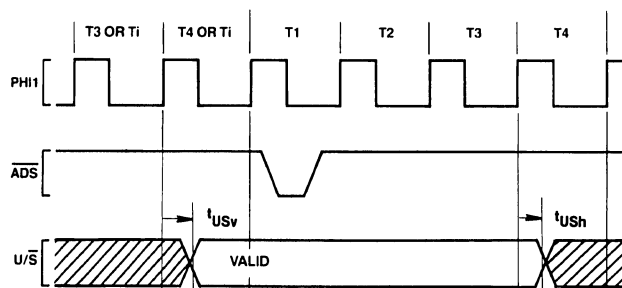 T3 OR Ti T4 OR Ti T1 T2 T3 T4
PHI1
ADS
tUSv tUSh
U/S
VALID